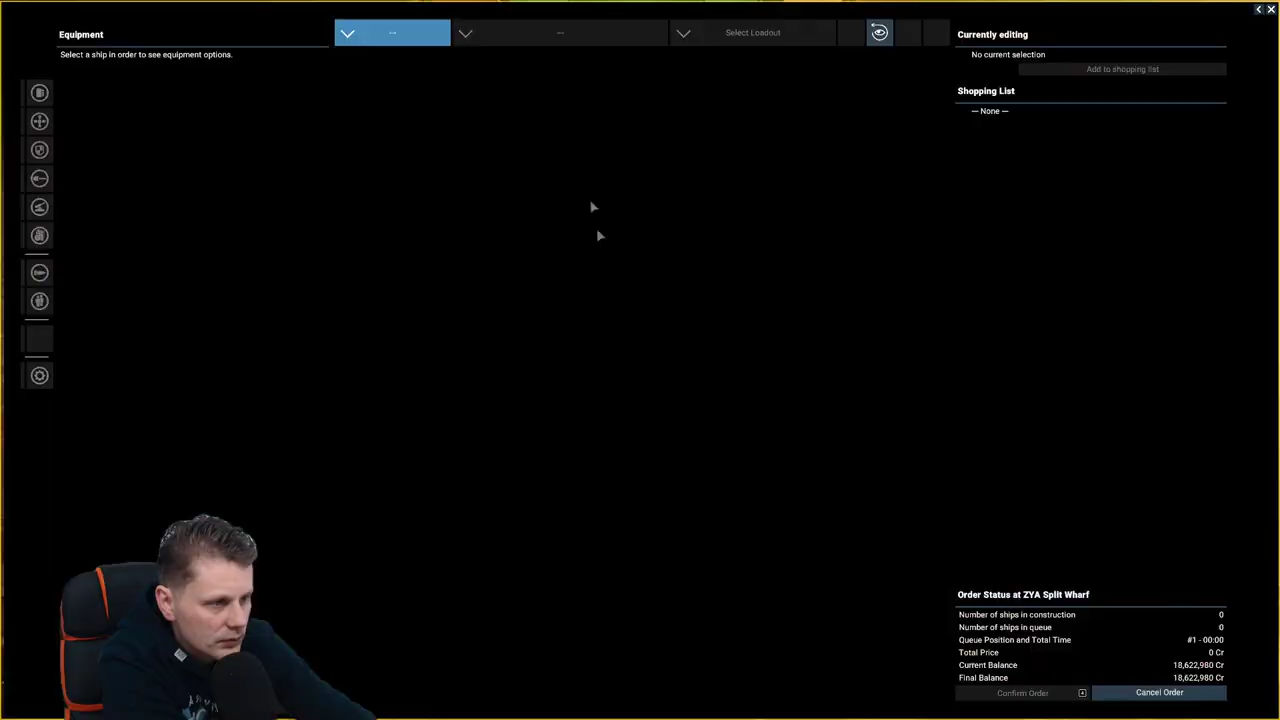 Equipment
Select a ship in order to see equipment options.
--
--
Select Loadout
Currently editing
No current selection
Add to shopping list
Shopping List
— None —
Order Status at ZYA Split Wharf
Number of ships in construction 0
Number of ships in queue 0
Queue Position and Total Time #1 - 00:00
Total Price 0 Cr
Current Balance 18,622,980 Cr
Final Balance 18,622,980 Cr
Confirm Order
Cancel Order